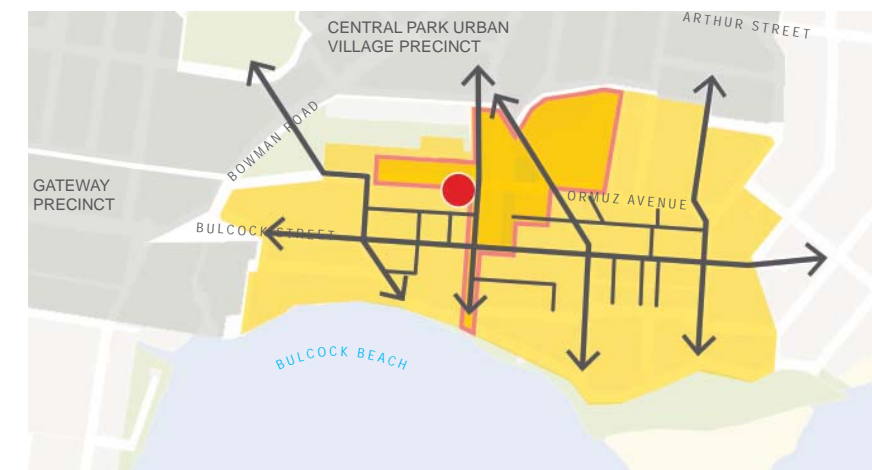 ARTHUR STREET
CENTRAL PARK URBAN
VILLAGE PRECINCT
BOWMAN ROAD
GATEWAY
PRECINCT
ORMUZ AVENUE
BULCOCK STREET
BULCOCK BEACH